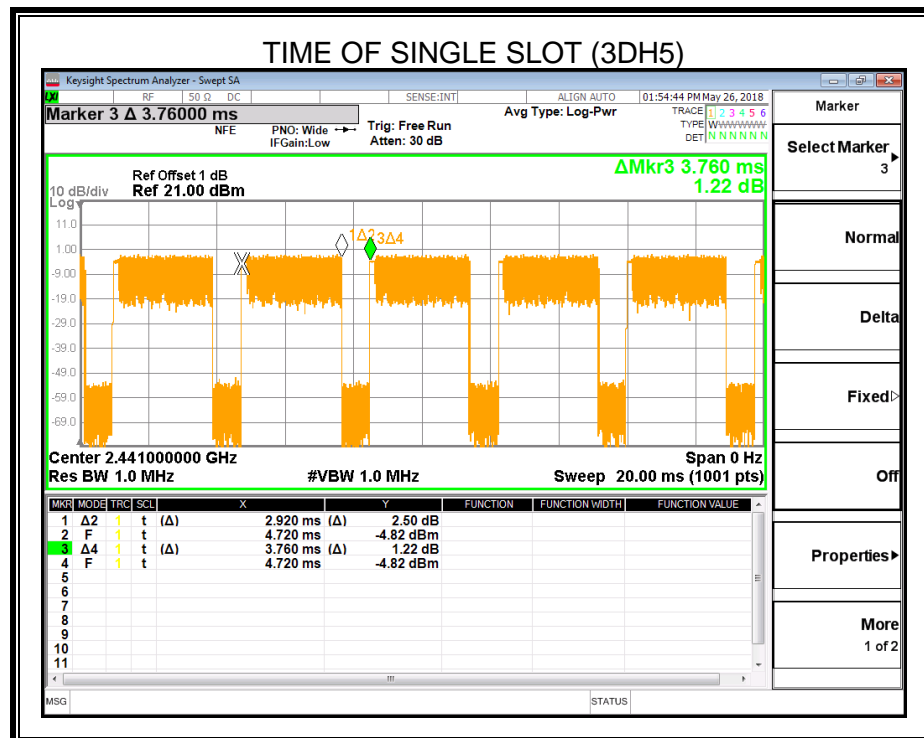 TIME OF SINGLE SLOT (3DH5)
Keysight Spectrum Analyzer - Swept SA
LXI RF 50 Ω DC SENSE:INT ALIGN AUTO 01:54:44 PM May 26, 2018
Marker 3 Δ 3.76000 ms
NFE
PNO: Wide
IFGain:Low
Trig: Free Run
Atten: 30 dB
Avg Type: Log-Pwr
TRACE 1 2 3 4 5 6
TYPE WWWWWW
DET N N N N N N
ΔMkr3 3.760 ms
1.22 dB
Ref Offset 1 dB
10 dB/div Ref 21.00 dBm
Log
11.0
1.00
-9.00
-19.0
-29.0
-39.0
-49.0
-59.0
-69.0
1Δ2
3Δ4
Center 2.441000000 GHz Span 0 Hz
Res BW 1.0 MHz #VBW 1.0 MHz Sweep 20.00 ms (1001 pts)
MKR MODE TRC SCL X Y FUNCTION FUNCTION WIDTH FUNCTION VALUE
1 Δ2 1 t (Δ) 2.920 ms (Δ) 2.50 dB
2 F 1 t 4.720 ms -4.82 dBm
3 Δ4 1 t (Δ) 3.760 ms (Δ) 1.22 dB
4 F 1 t 4.720 ms -4.82 dBm
5
6
7
8
9
10
11
MSG STATUS
Marker
Select Marker
3
Normal
Delta
Fixed
Off
Properties
More
1 of 2